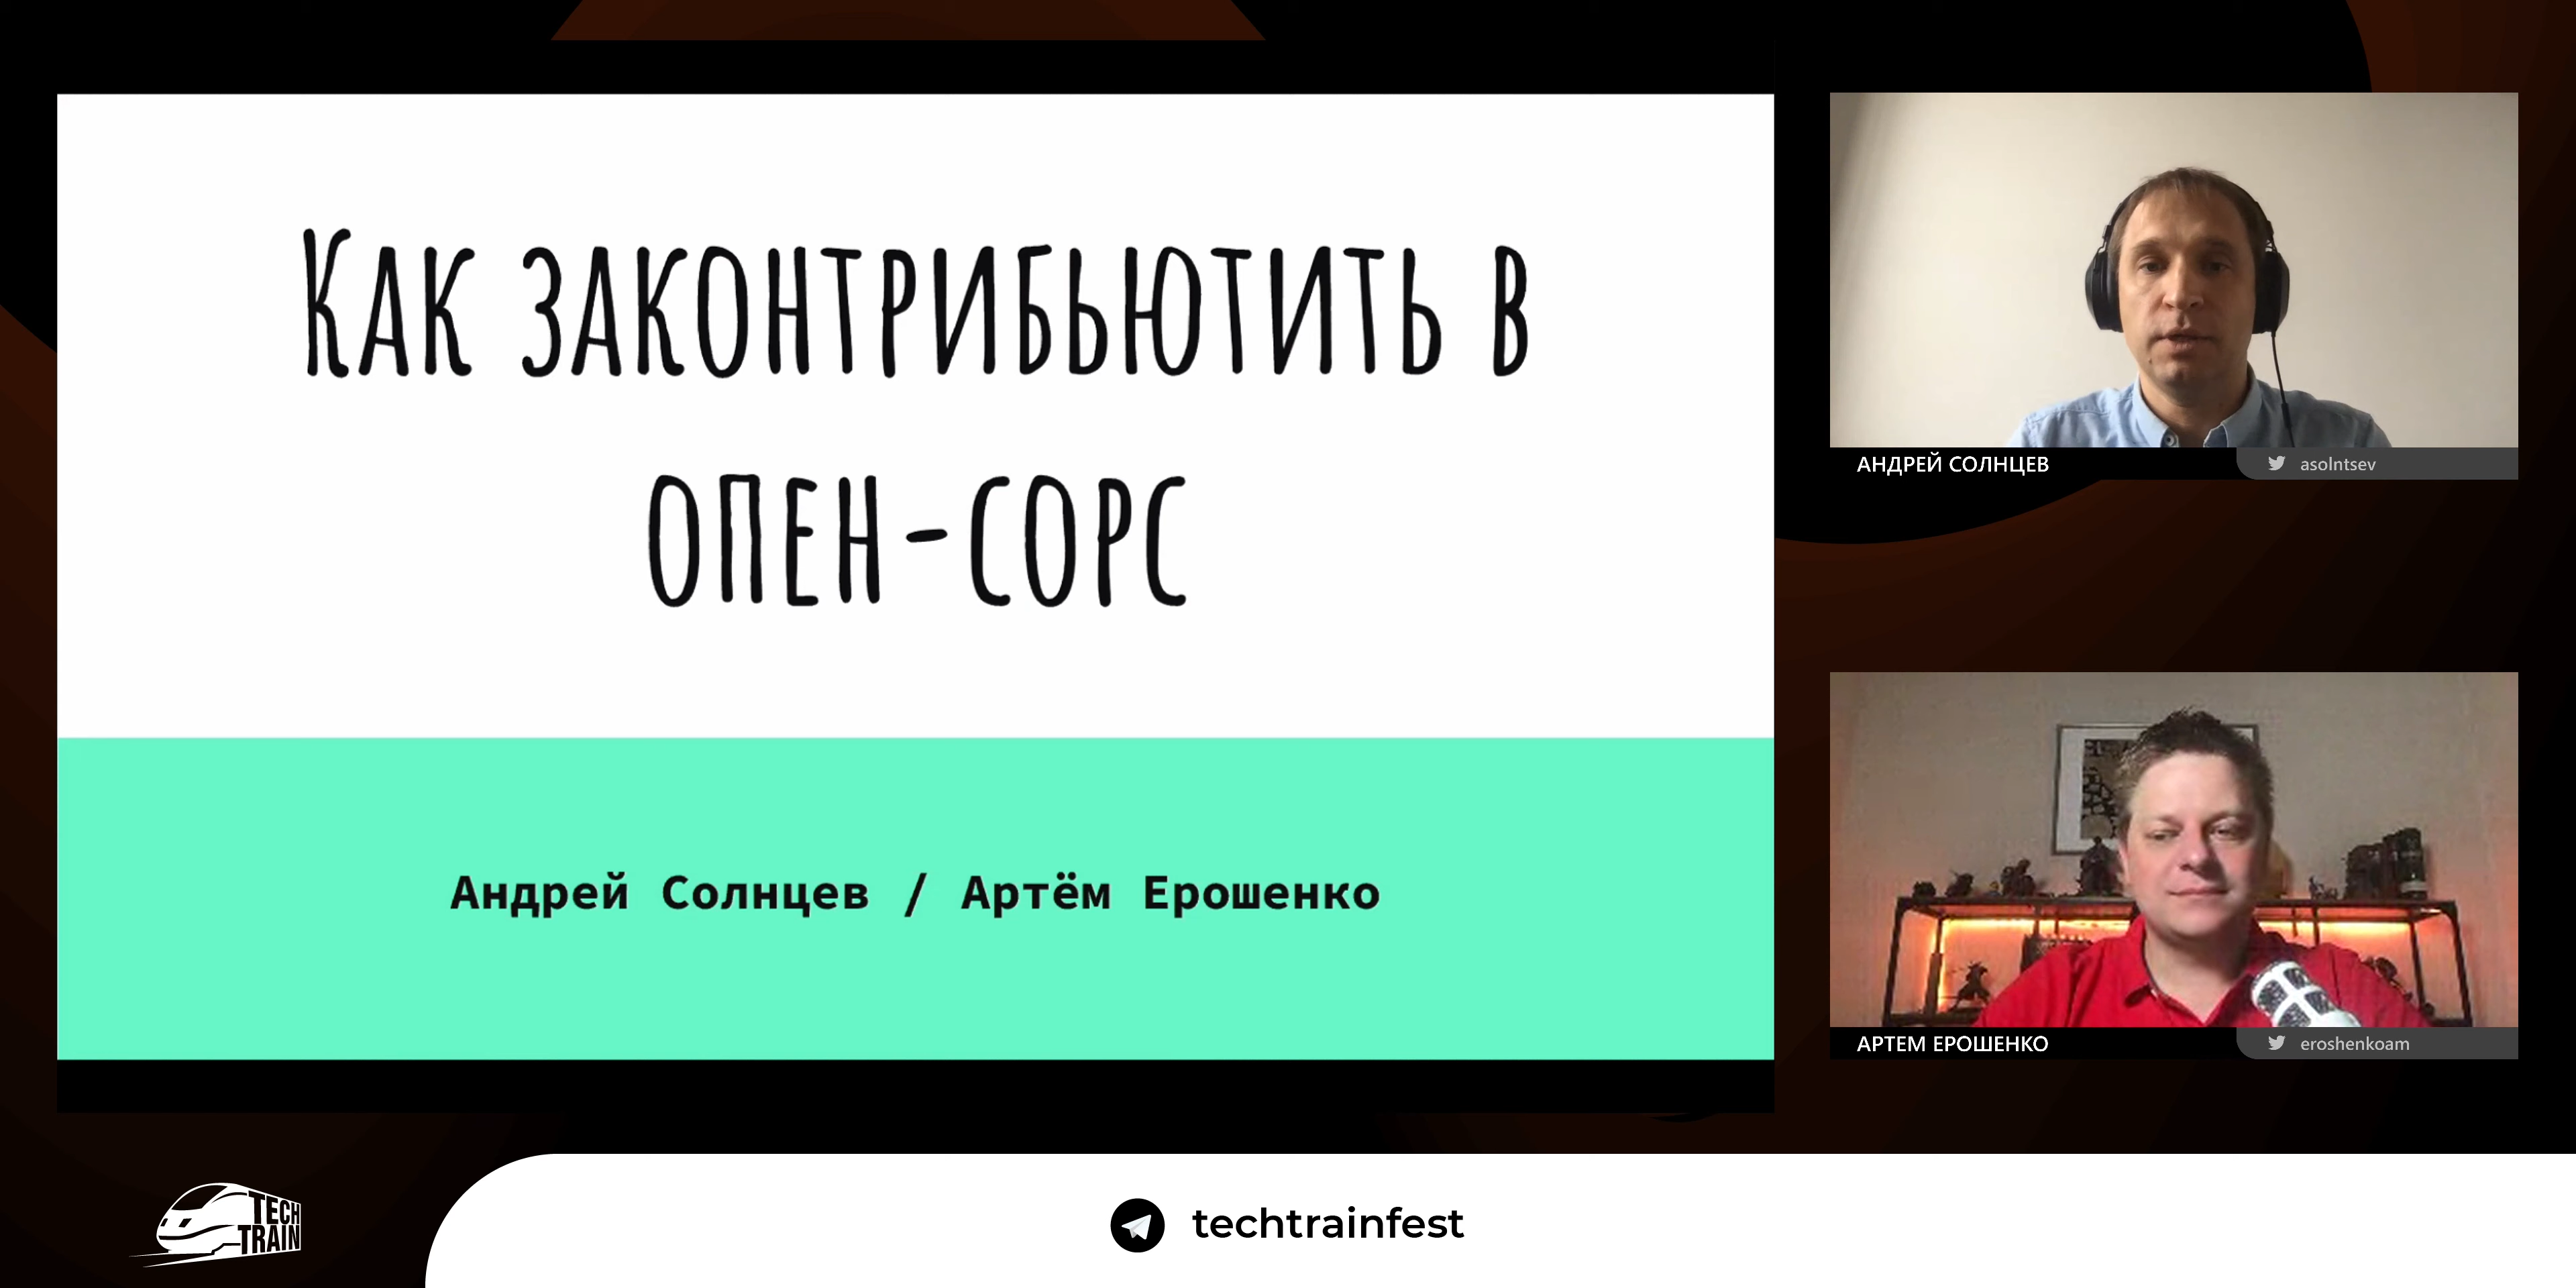 Как законтрибьютить в
опен-сорс
Андрей Солнцев / Артём Ерошенко
АНДРЕЙ СОЛНЦЕВ
asolntsev
АРТЕМ ЕРОШЕНКО
eroshenkoam
TECH
TRAIN
techtrainfest